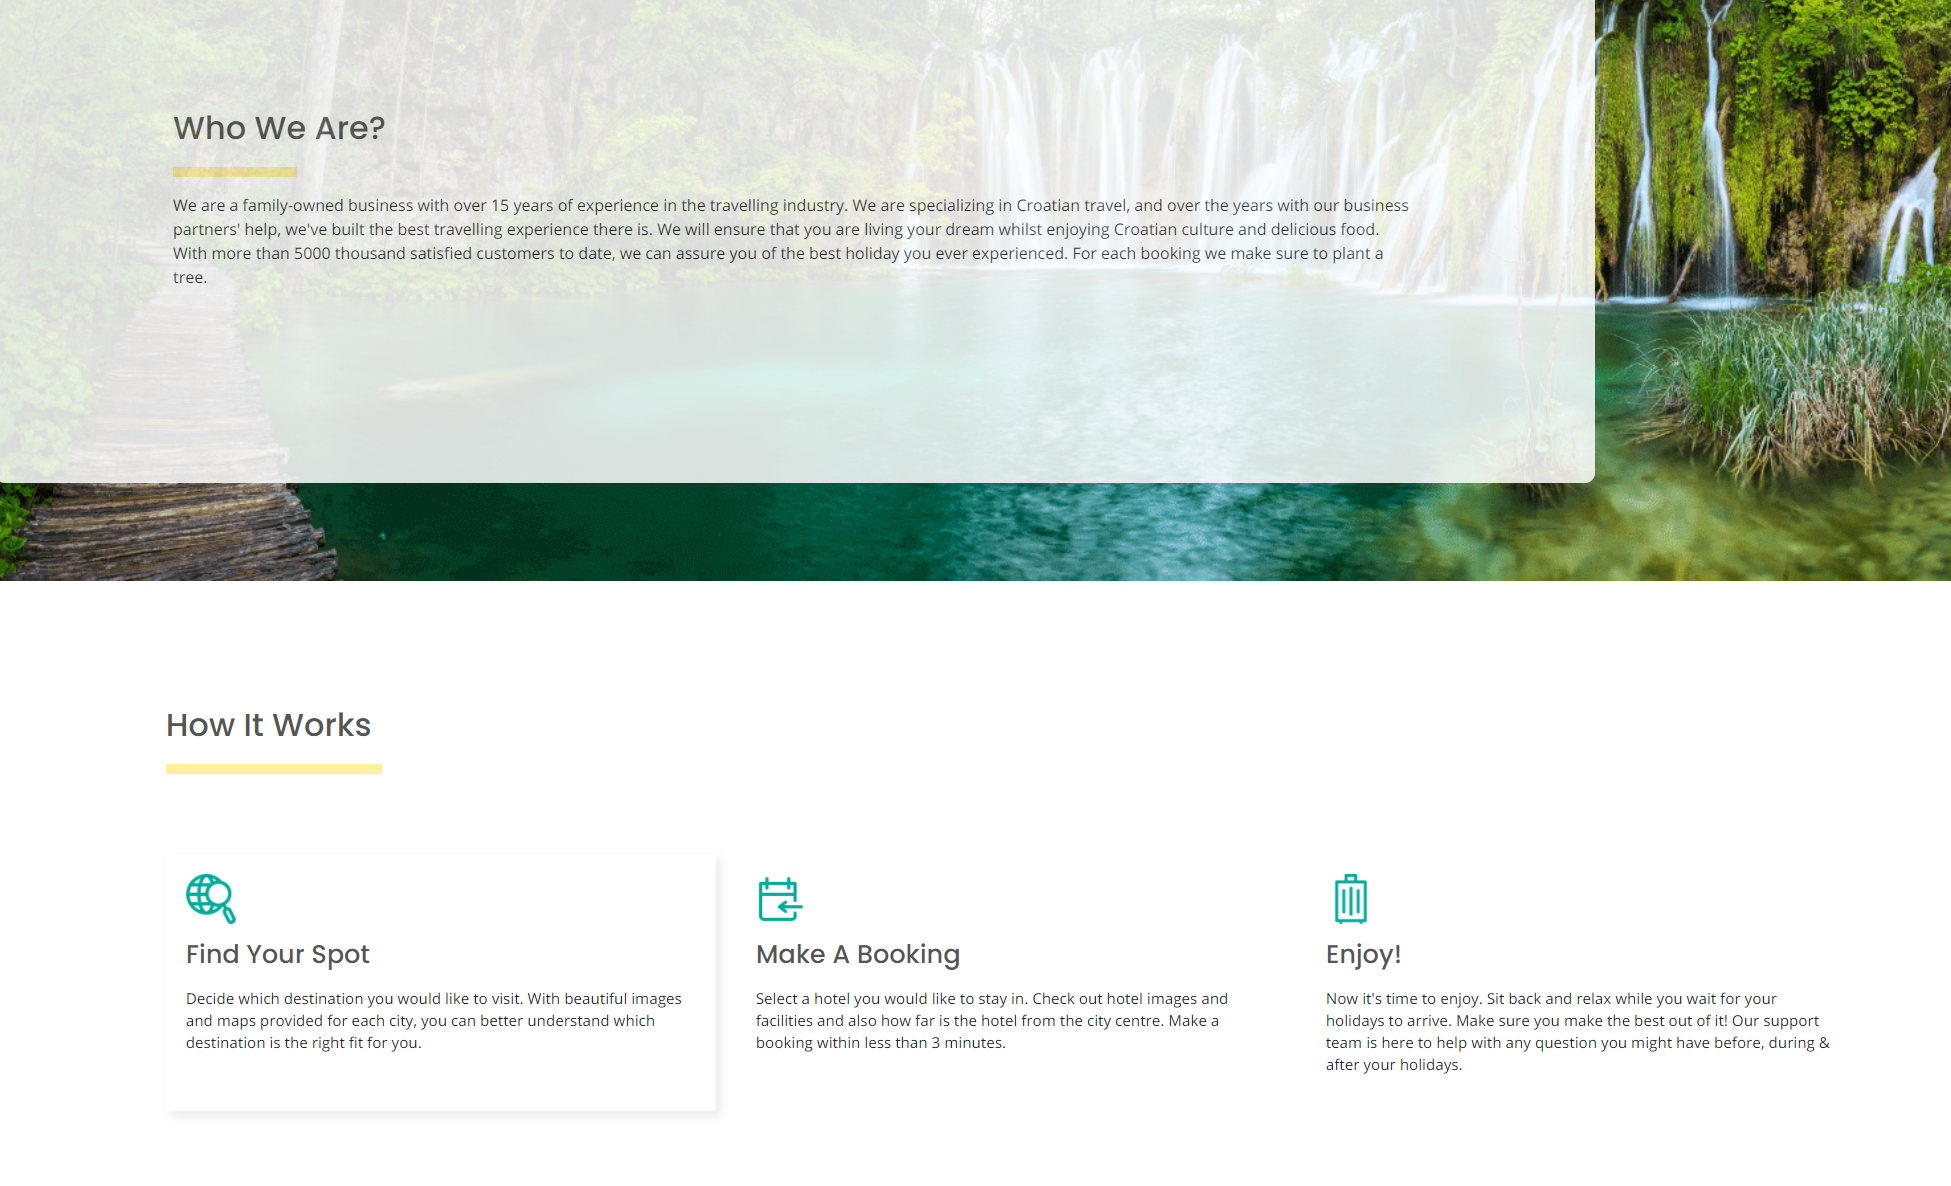 Who We Are?
We are a family-owned business with over 15 years of experience in the travelling industry. We are specializing in Croatian travel, and over the years with our business
partners' help, we've built the best travelling experience there is. We will ensure that you are living your dream whilst enjoying Croatian culture and delicious food.
With more than 5000 thousand satisfied customers to date, we can assure you of the best holiday you ever experienced. For each booking we make sure to plant a
tree.
How It Works
Find Your Spot
Decide which destination you would like to visit. With beautiful images
and maps provided for each city, you can better understand which
destination is the right fit for you.
Make A Booking
Select a hotel you would like to stay in. Check out hotel images and
facilities and also how far is the hotel from the city centre. Make a
booking within less than 3 minutes.
Enjoy!
Now it's time to enjoy. Sit back and relax while you wait for your
holidays to arrive. Make sure you make the best out of it! Our support
team is here to help with any question you might have before, during &
after your holidays.